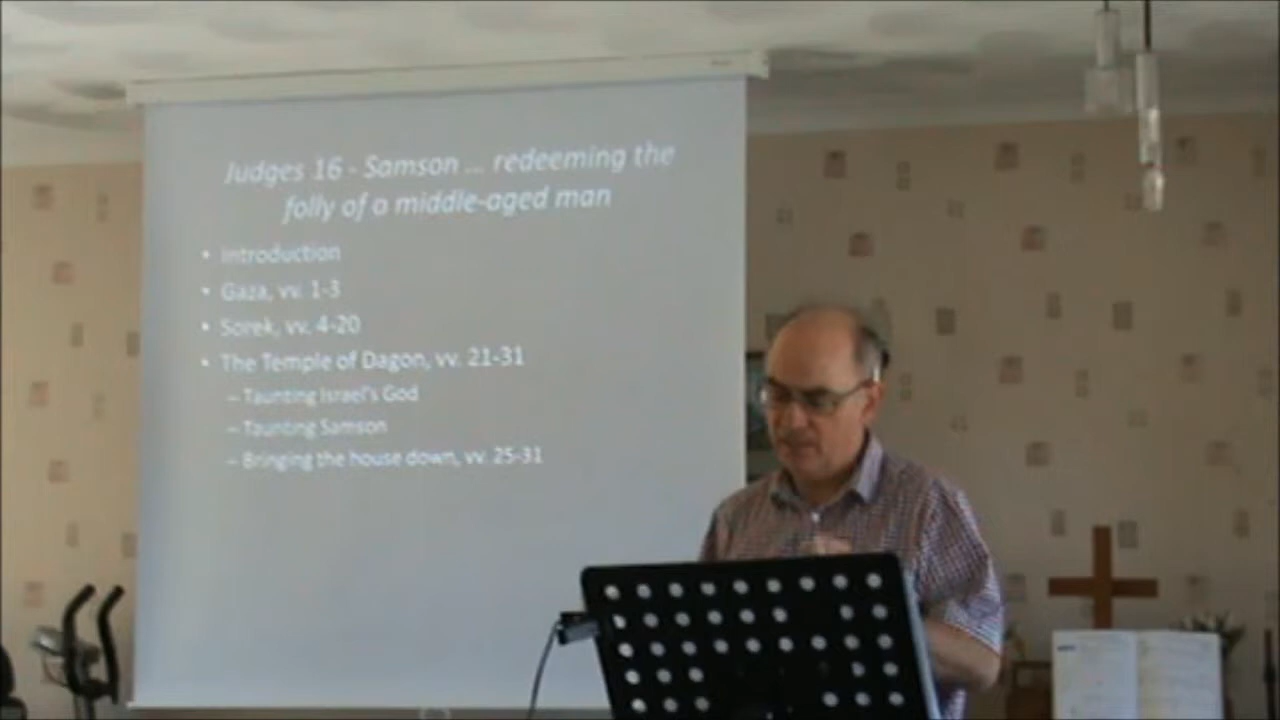 Judges 16 - Samson ... redeeming the
folly of a middle-aged man
• Introduction
• Gaza, vv. 1-3
• Sorek, vv. 4-20
• The Temple of Dagon, vv. 21-31
– Taunting Israel's God
– Taunting Samson
– Bringing the house down, vv. 25-31